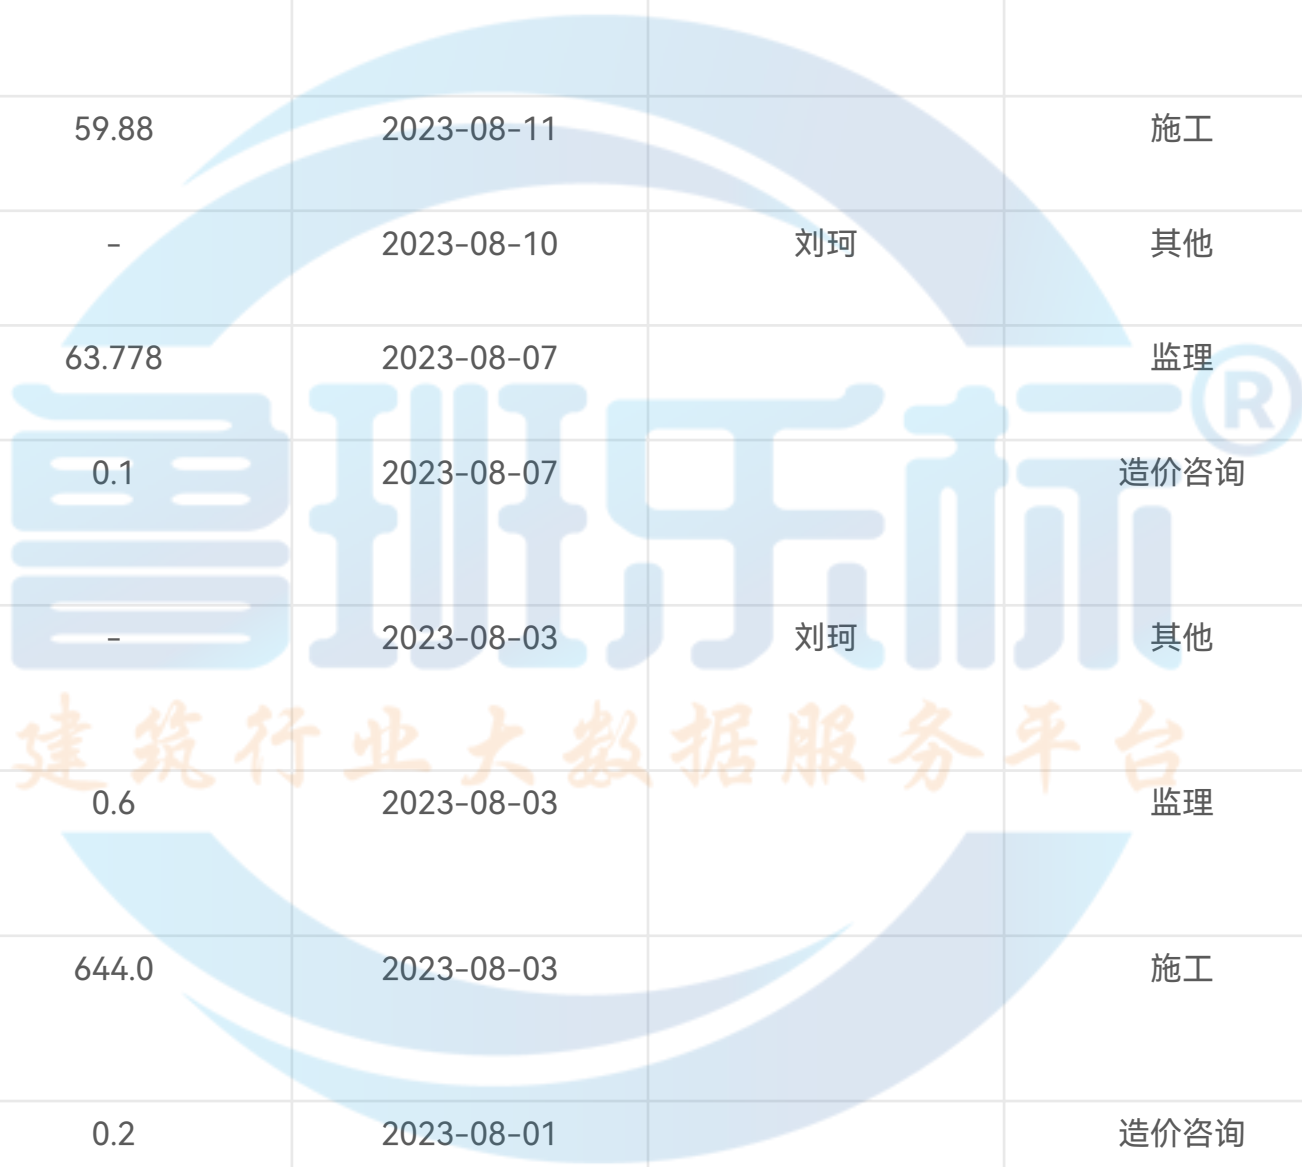 59.88 2023-08-11 施工
- 2023-08-10 刘珂 其他
63.778 2023-08-07 监理
®
0.1 2023-08-07 造价咨询
鲁班乐标
- 2023-08-03 刘珂 其他
建筑行业大数据服务平台
0.6 2023-08-03 监理
644.0 2023-08-03 施工
0.2 2023-08-01 造价咨询